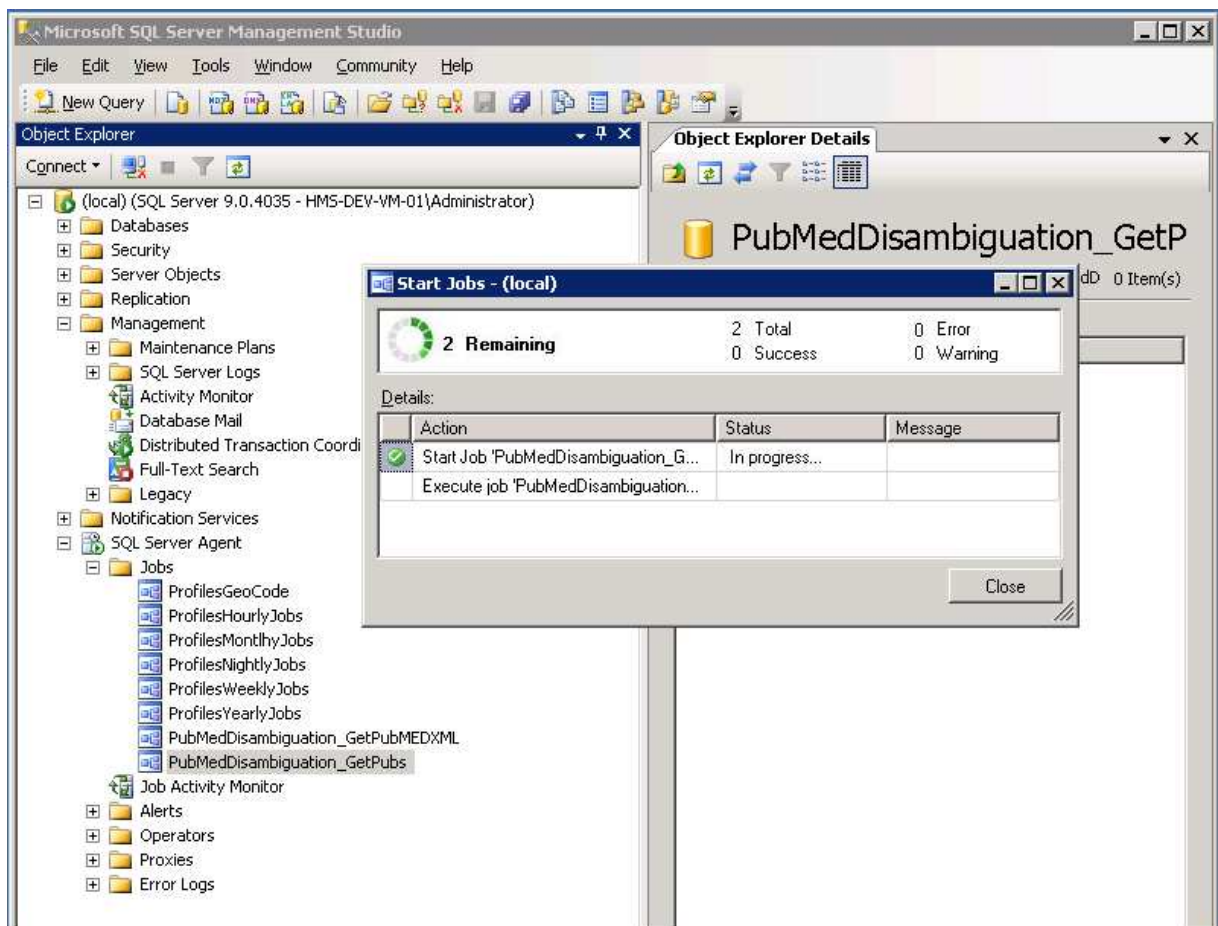 Microsoft SQL Server Management Studio
File Edit View Tools Window Community Help
New Query
Object Explorer
Connect
(local) (SQL Server 9.0.4035 - HMS-DEV-VM-01\Administrator)
Databases
Security
Server Objects
Replication
Management
Maintenance Plans
SQL Server Logs
Activity Monitor
Database Mail
Distributed Transaction Coordi
Full-Text Search
Legacy
Notification Services
SQL Server Agent
Jobs
ProfilesGeoCode
ProfilesHourlyJobs
ProfilesMontlhyJobs
ProfilesNightlyJobs
ProfilesWeeklyJobs
ProfilesYearlyJobs
PubMedDisambiguation_GetPubMEDXML
PubMedDisambiguation_GetPubs
Job Activity Monitor
Alerts
Operators
Proxies
Error Logs
Object Explorer Details
PubMedDisambiguation_GetP
dD 0 Item(s)
Start Jobs - (local)
2 Remaining
2 Total 0 Error
0 Success 0 Warning
Details:
Action Status Message
Start Job 'PubMedDisambiguation_G... In progress...
Execute job 'PubMedDisambiguation...
Close